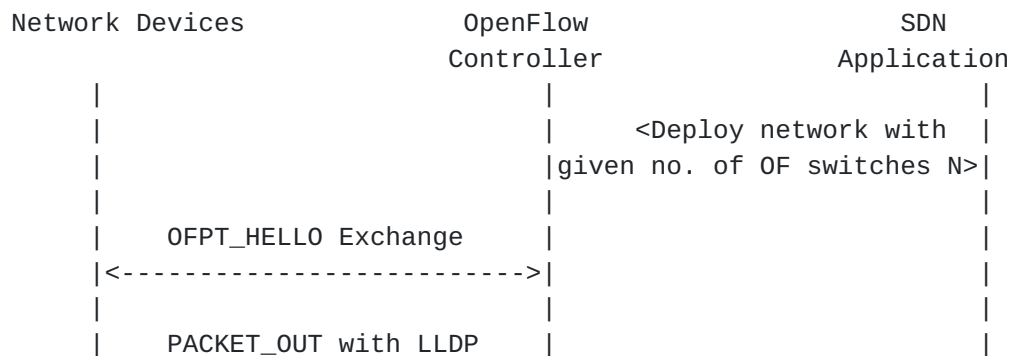 Network Devices                OpenFlow                    SDN
                            Controller               Application
     |                            |                           |
     |                            |     <Deploy network with  |
     |                            |given no. of OF switches N>|
     |                            |                           |
     |    OFPT_HELLO Exchange     |                           |
     |<-------------------------->|                           |
     |                            |                           |
     |    PACKET_OUT with LLDP    |                           |